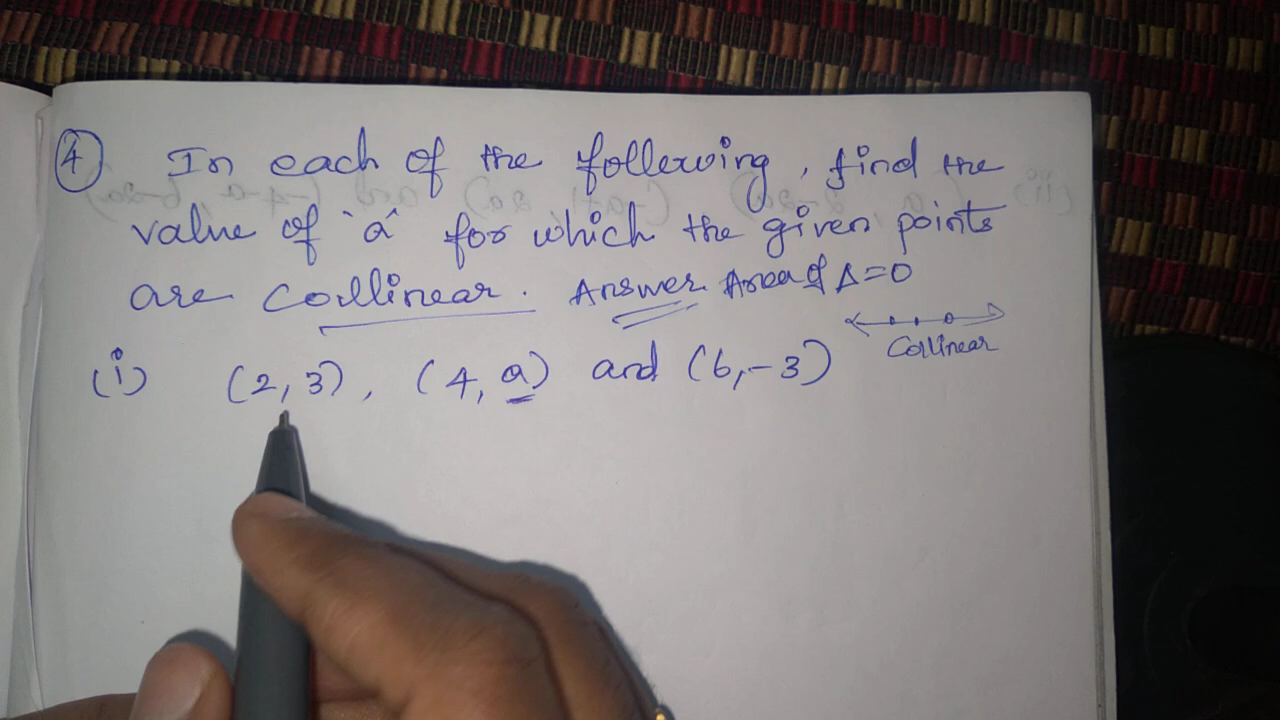 ④ In each of the following, find the
value of 'a' for which the given points
are collinear. Answer Area of Δ=0
Collinear
(i) (2,3), (4, a) and (6,-3)